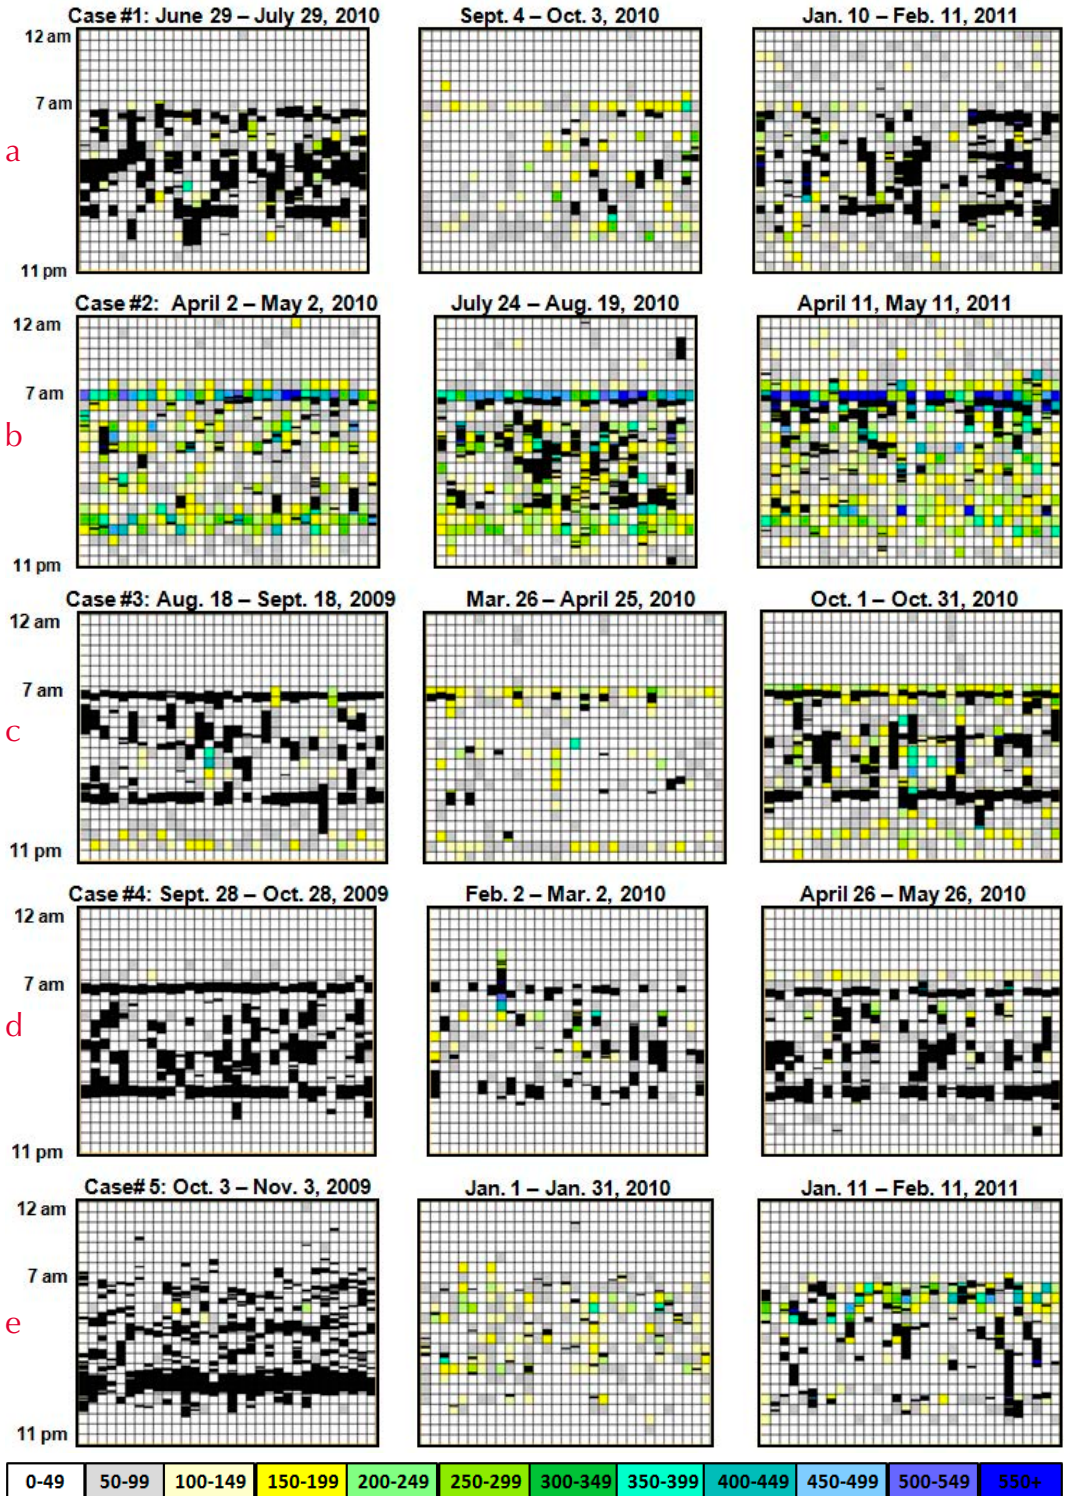 Case #1: June 29 – July 29, 2010
Sept. 4 – Oct. 3, 2010
Jan. 10 – Feb. 11, 2011
12 am
7 am
a
11 pm
Case #2: April 2 – May 2, 2010
July 24 – Aug. 19, 2010
April 11, May 11, 2011
12 am
7 am
b
11 pm
Case #3: Aug. 18 – Sept. 18, 2009
Mar. 26 – April 25, 2010
Oct. 1 – Oct. 31, 2010
12 am
7 am
c
11 pm
Case #4: Sept. 28 – Oct. 28, 2009
Feb. 2 – Mar. 2, 2010
April 26 – May 26, 2010
12 am
7 am
d
11 pm
Case# 5: Oct. 3 – Nov. 3, 2009
Jan. 1 – Jan. 31, 2010
Jan. 11 – Feb. 11, 2011
12 am
7 am
e
11 pm
0-49 50-99 100-149 150-199 200-249 250-299 300-349 350-399 400-449 450-499 500-549 550+